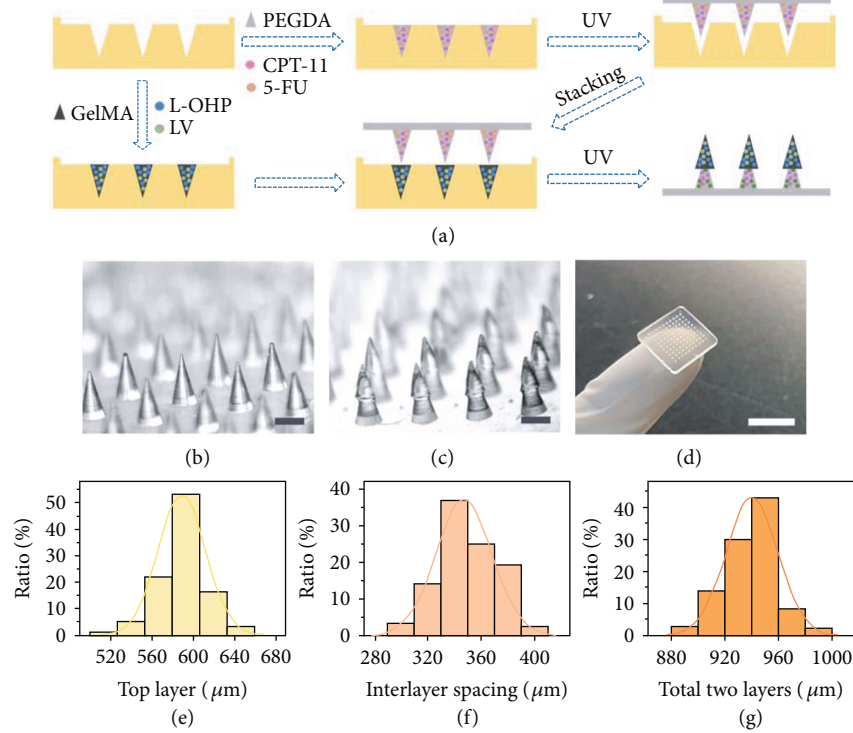 PEGDA
UV
CPT-11
5-FU
GelMA
L-OHP
LV
Stacking
UV
(a)
(b)
(c)
(d)
50
40
30
20
10
0
Ratio (%)
520
560
600
640
680
Top layer (μm)
(e)
40
30
20
10
0
Ratio (%)
280
320
360
400
Interlayer spacing (μm)
(f)
40
30
20
10
0
Ratio (%)
880
920
960
1000
Total two layers (μm)
(g)